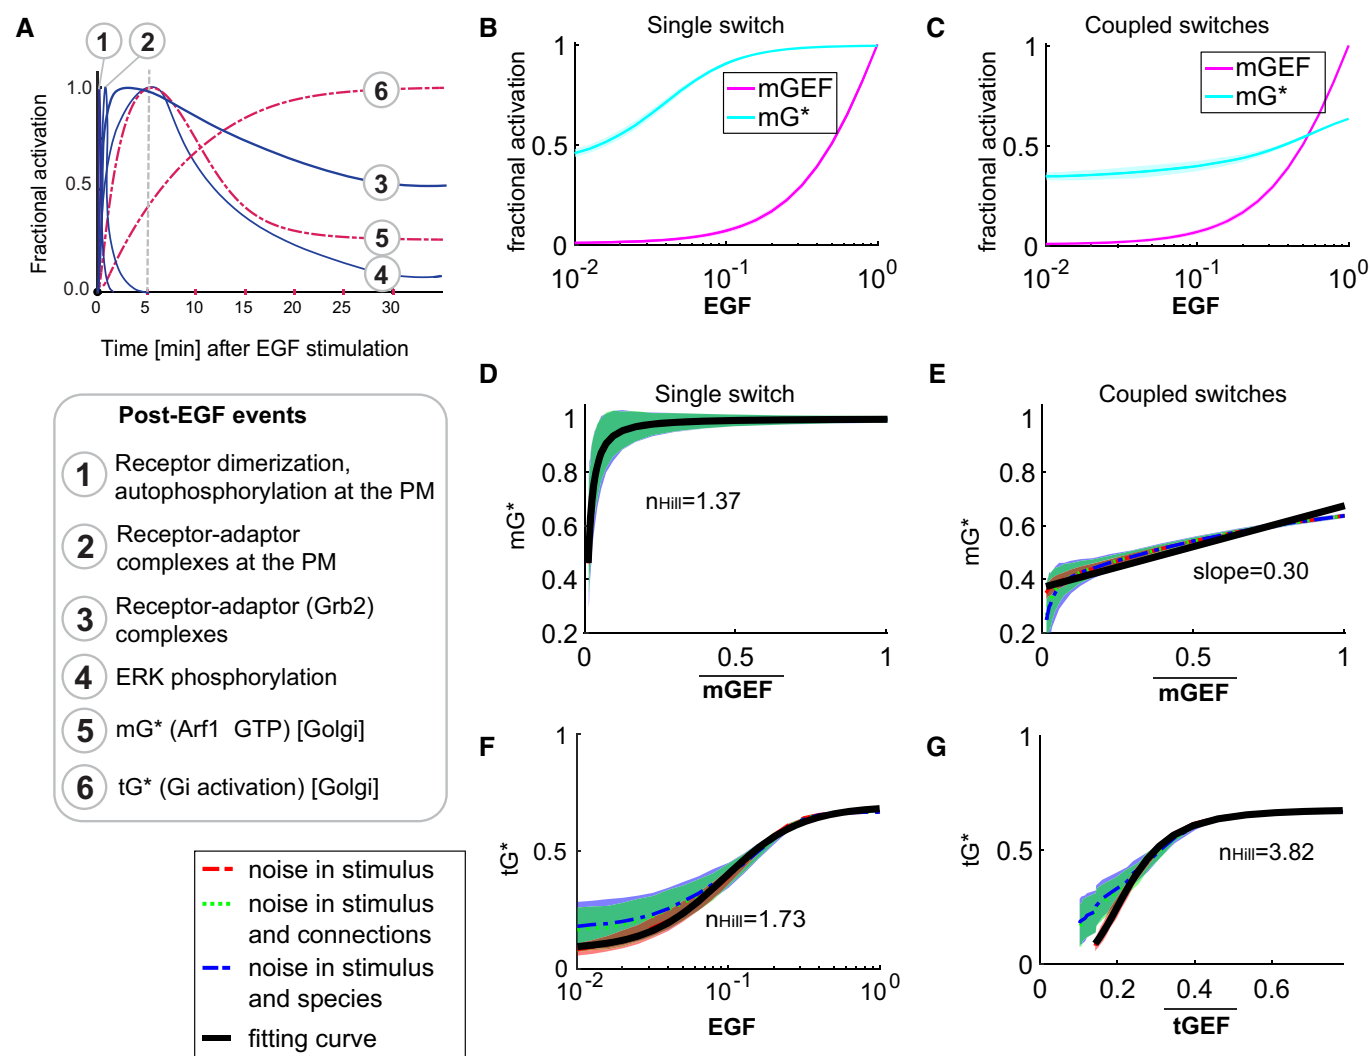 A
1
2
1.0
0.5
0.0
Fractional activation
6
3
5
4
0
5
10
15
20
25
30
Time [min] after EGF stimulation
Post-EGF events
1
Receptor dimerization,
autophosphorylation at the PM
2
Receptor-adaptor
complexes at the PM
3
Receptor-adaptor (Grb2)
complexes
4
ERK phosphorylation
5
mG* (Arf1 GTP) [Golgi]
6
tG* (Gi activation) [Golgi]
noise in stimulus
noise in stimulus
and connections
noise in stimulus
and species
fitting curve
B
Single switch
fractional activation
1
0.5
0
mGEF
mG*
10-2
10-1
100
EGF
C
Coupled switches
fractional activation
1
0.5
0
mGEF
mG*
10-2
10-1
100
EGF
D
Single switch
mG*
1
0.8
0.6
0.4
0.2
nHill=1.37
0
0.5
1
mGEF
E
Coupled switches
mG*
1
0.8
0.6
0.4
0.2
slope=0.30
0
0.5
1
mGEF
F
tG*
1
0.5
0
nHill=1.73
10-2
10-1
100
EGF
G
tG*
1
0.5
0
nHill=3.82
0
0.2
0.4
0.6
tGEF